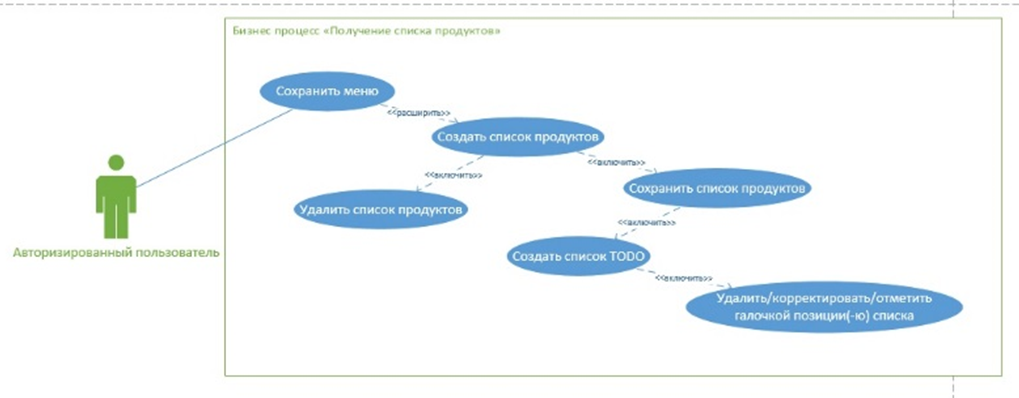 Бизнес процесс «Получение списка продуктов»
Сохранить меню
<<расширить>>
Создать список продуктов
<<включить>>
<<включить>>
Сохранить список продуктов
Удалить список продуктов
<<включить>>
Авторизированный пользователь
Создать список TODO
<<включить>>
Удалить/корректировать/отметить
галочкой позиции(-ю) списка